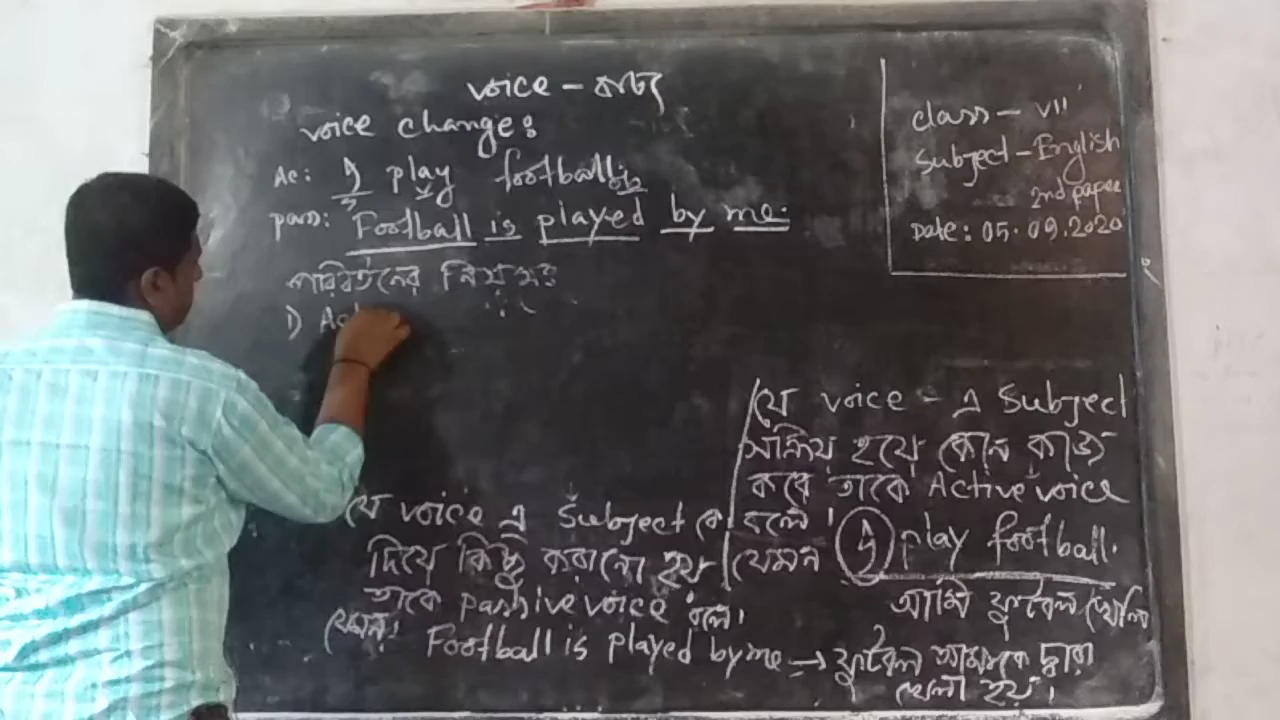 voice – বাচ্য
voice change:
Ac: I play football
pass: Football is played by me.
পরিবর্তনের নিয়মঃ
1) Act
class – VII
Subject – English
2nd paper
Date: 05.09.2020
যে voice – এ Subject
সক্রিয় হয়ে কোন কাজ
করে তাকে Active voice
বলে।
যেমন I play football.
আমি ফুটবল খেলি
যে voice এ Subject কে
দিয়ে কিছু করানো হয়
তাকে passive voice বলে।
যেমন: Football is played by me → ফুটবল আমাকে দ্বারা
খেলা হয়।